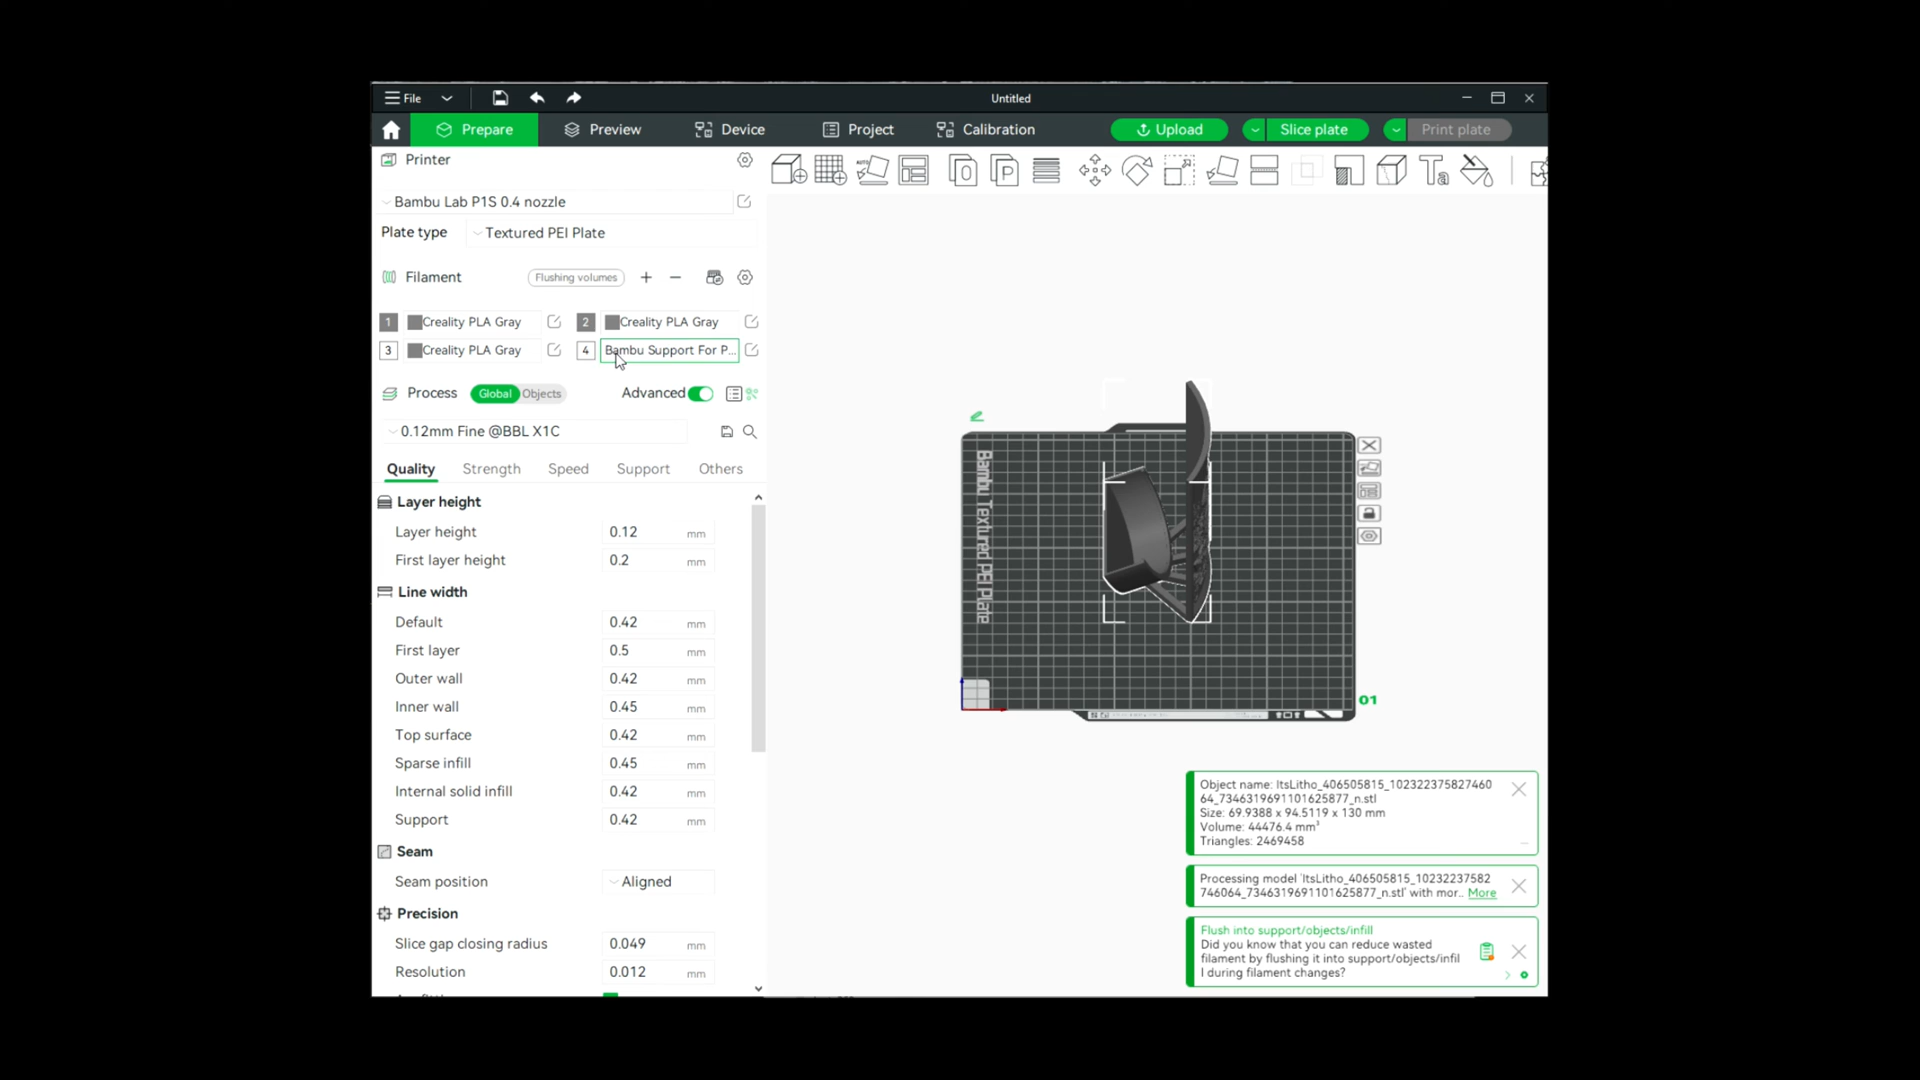 File
Untitled
Prepare
Preview
Device
Project
Calibration
Upload
Slice plate
Print plate
Printer
Bambu Lab P1S 0.4 nozzle
Plate type
Textured PEI Plate
Filament
Flushing volumes
1 Creality PLA Gray
2 Creality PLA Gray
3 Creality PLA Gray
4 Bambu Support For P...
Process
Global Objects
Advanced
0.12mm Fine @BBL X1C
Quality
Strength
Speed
Support
Others
Layer height
Layer height 0.12 mm
First layer height 0.2 mm
Line width
Default 0.42 mm
First layer 0.5 mm
Outer wall 0.42 mm
Inner wall 0.45 mm
Top surface 0.42 mm
Sparse infill 0.45 mm
Internal solid infill 0.42 mm
Support 0.42 mm
Seam
Seam position Aligned
Precision
Slice gap closing radius 0.049 mm
Resolution 0.012 mm
Bambu Textured PEI Plate
01
Object name: ItsLitho_406505815_102322375827460
64_7346319691101625877_n.stl
Size: 69.9388 x 94.5119 x 130 mm
Volume: 44476.4 mm³
Triangles: 2469458
Processing model 'ItsLitho_406505815_10232237582
746064_7346319691101625877_n.stl' with mor... More
Flush into support/objects/infill
Did you know that you can reduce wasted
filament by flushing it into support/objects/infil
l during filament changes?